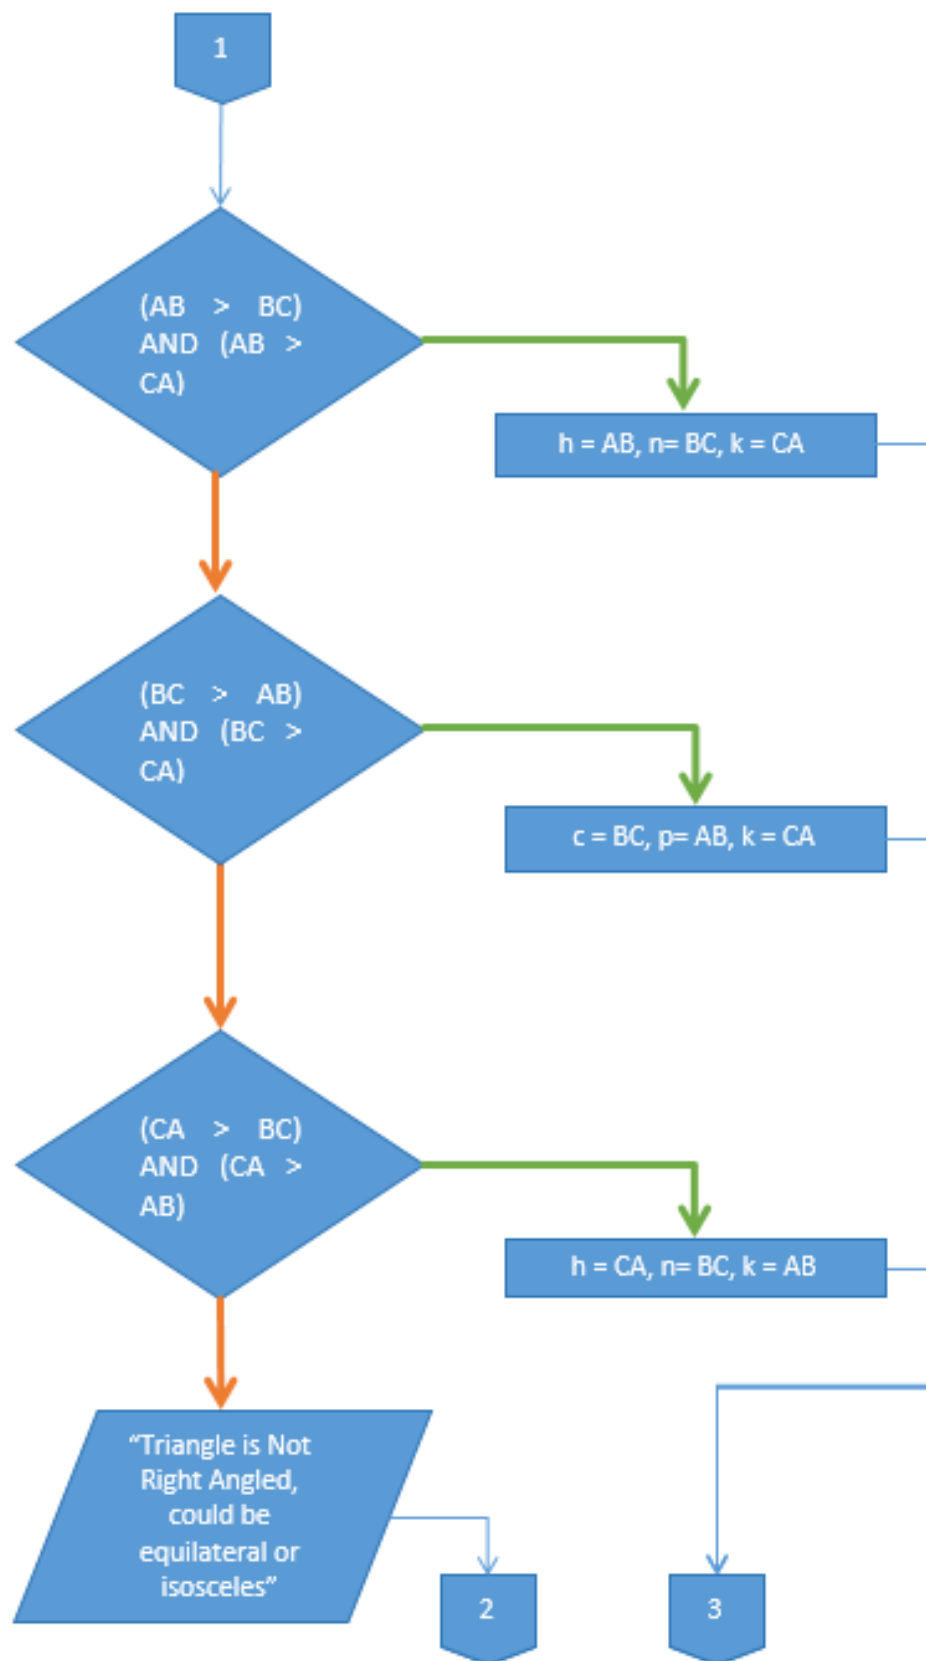 1
(AB > BC)
AND (AB >
CA)
h = AB, n= BC, k = CA
(BC > AB)
AND (BC >
CA)
c = BC, p= AB, k = CA
(CA > BC)
AND (CA >
AB)
h = CA, n= BC, k = AB
“Triangle is Not
Right Angled,
could be
equilateral or
isosceles”
2
3